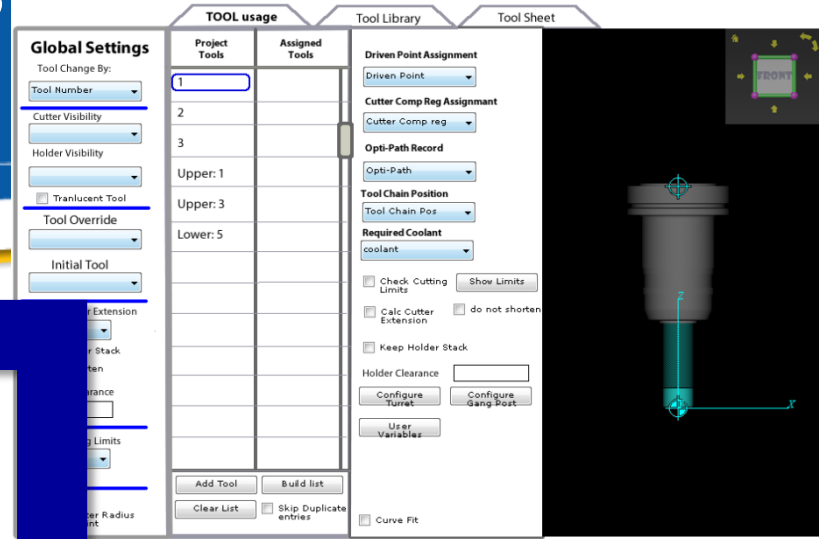 TOOL usage
Tool Library
Tool Sheet
Global Settings
Tool Change By:
Tool Number
Cutter Visibility
Holder Visibility
Tranlucent Tool
Tool Override
Initial Tool
Extension
Stack
Limits
Radius
Project
Tools
Assigned
Tools
1
2
3
Upper: 1
Upper: 3
Lower: 5
Add Tool
Build list
Clear List
Skip Duplicate
entries
Driven Point Assignment
Driven Point
Cutter Comp Reg Assignmant
Cutter Comp reg
Opti-Path Record
Opti-Path
Tool Chain Position
Tool Chain Pos
Required Coolant
coolant
Check Cutting
Limits
Show Limits
Calc Cutter
Extension
do not shorten
Keep Holder Stack
Holder Clearance
Configure
Turret
Configure
Gang Post
User
Variables
Curve Fit
FRONT
Z
X
1